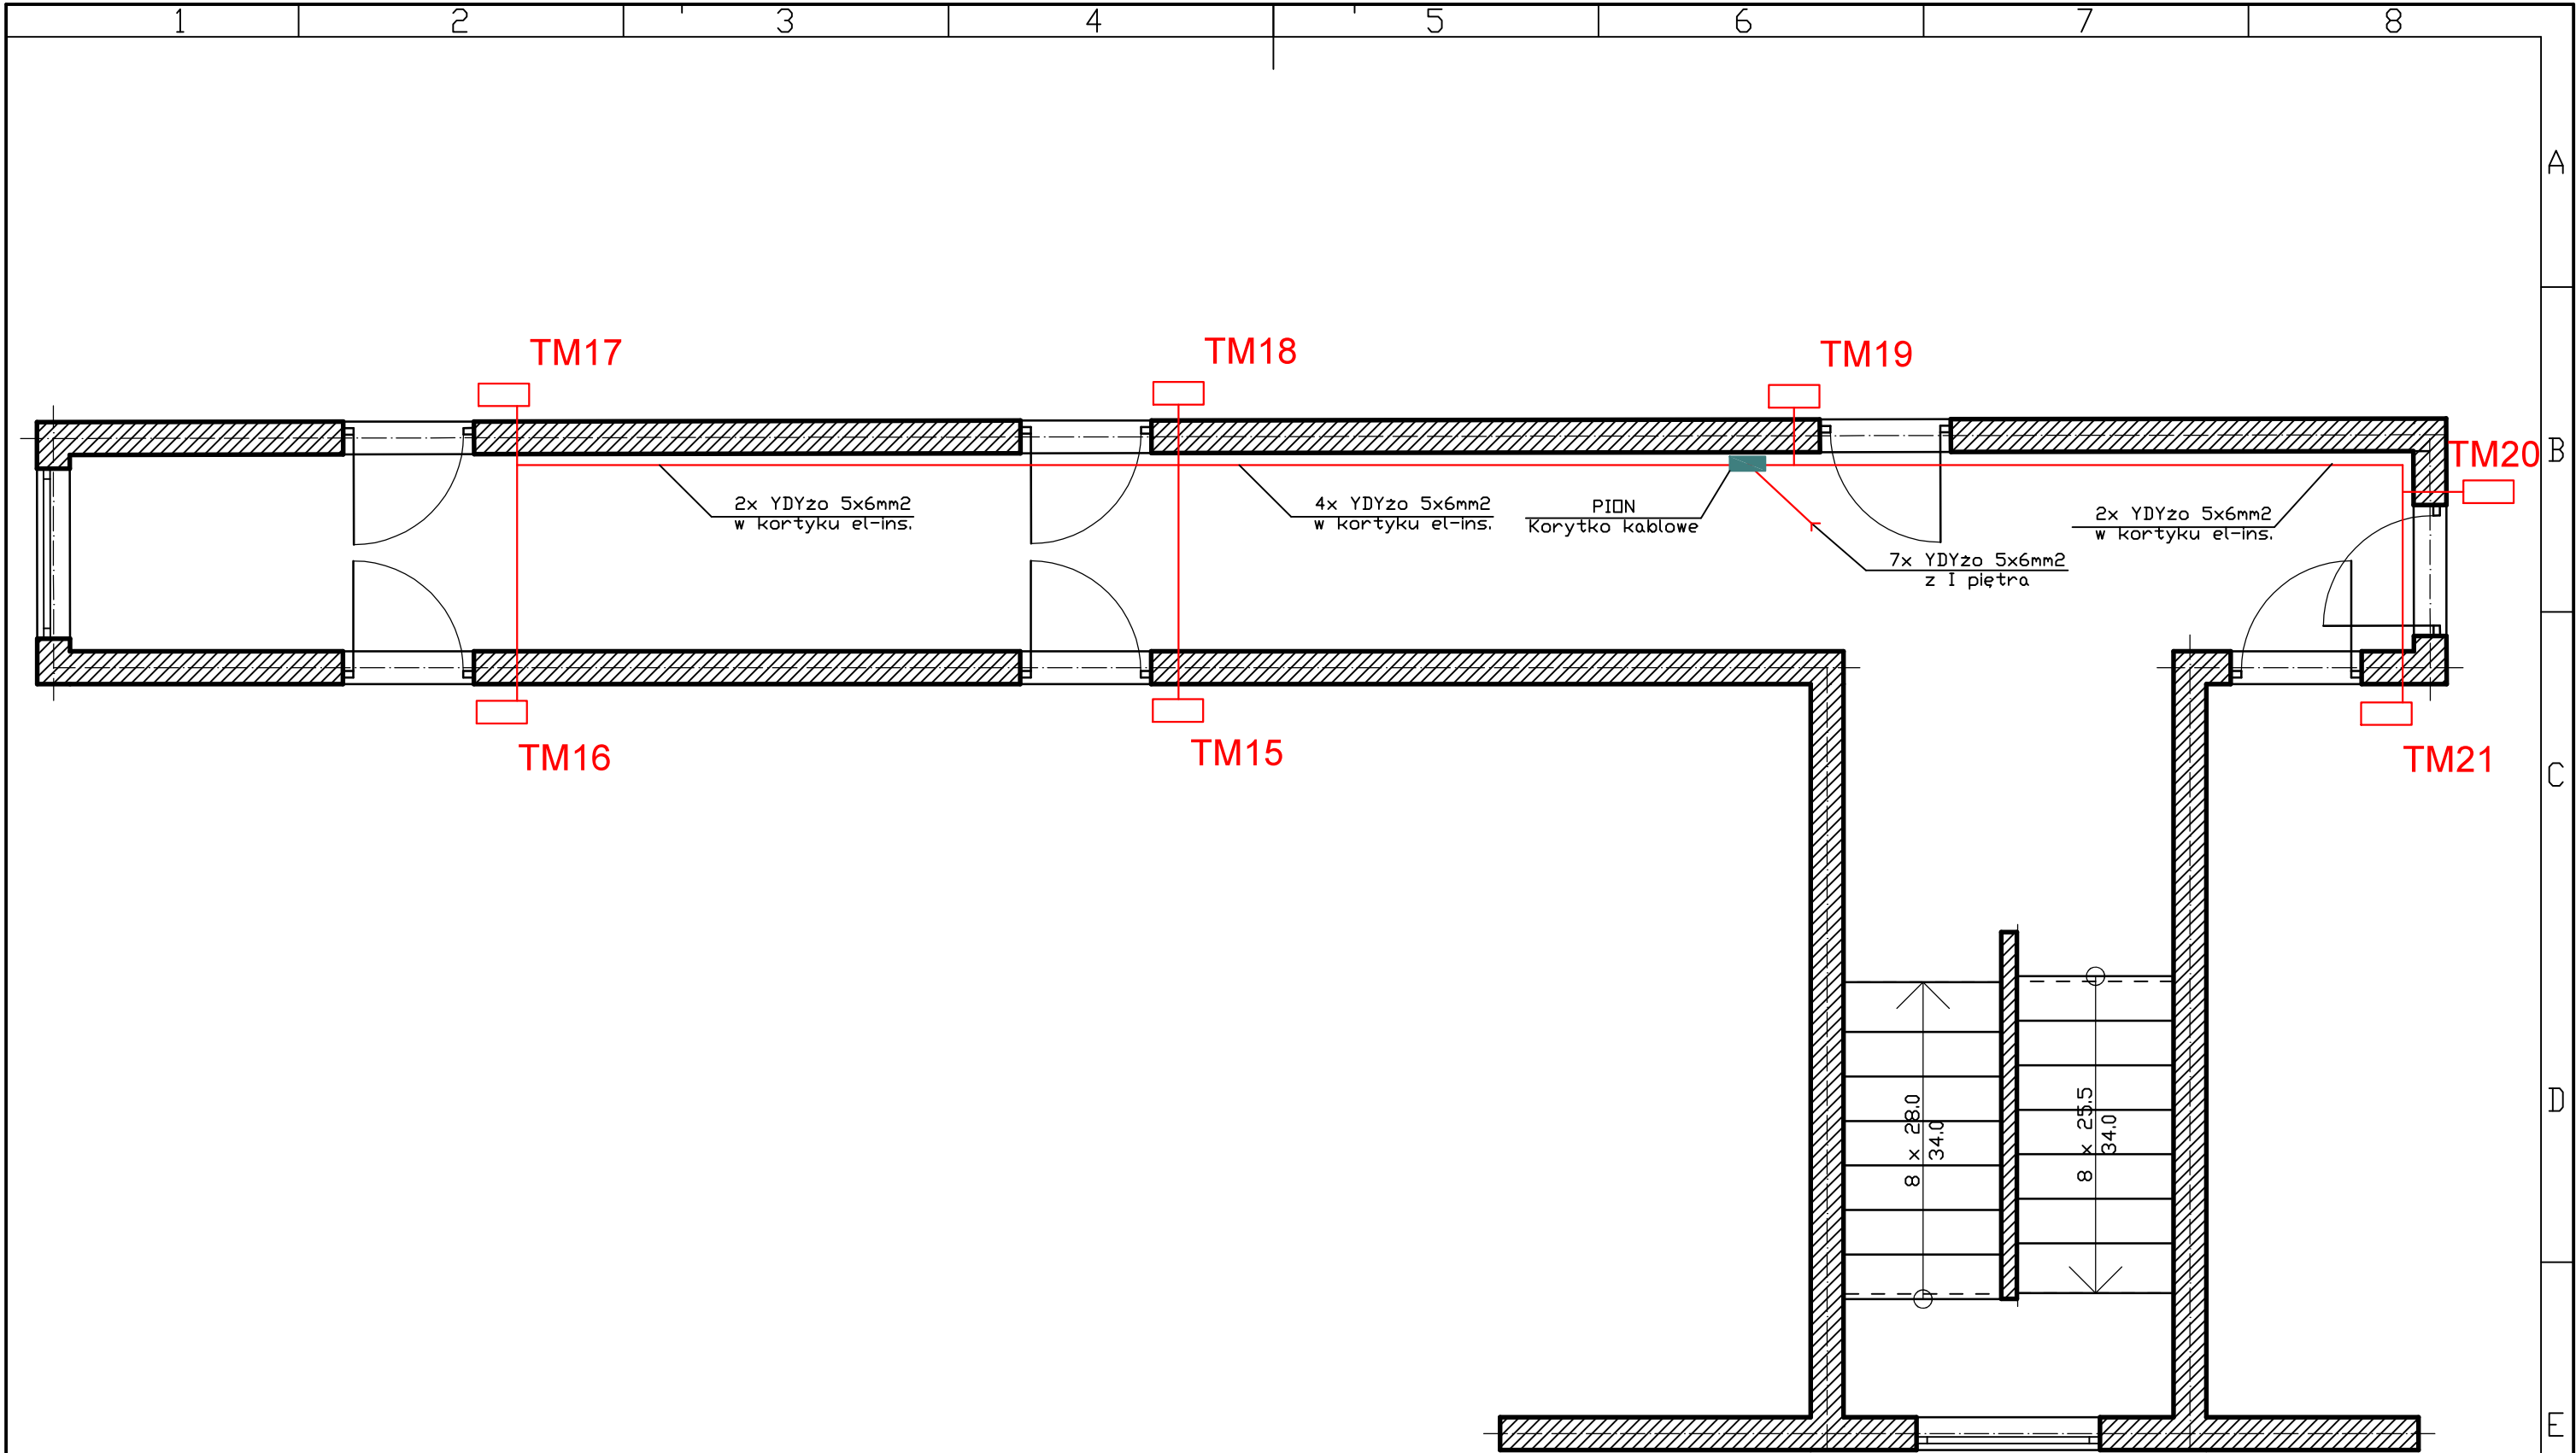 1 2 3 4 5 6 7 8
A
TM17 TM18 TM19
B
TM20
2x YDYżo 5x6mm2
w kortyku el-ins.
4x YDYżo 5x6mm2
w kortyku el-ins.
PION
Korytko kablowe
2x YDYżo 5x6mm2
w kortyku el-ins.
7x YDYżo 5x6mm2
z I piętra
TM16 TM15 TM21
C
D
8 x 28.0
34.0
8 x 25.5
34.0
E